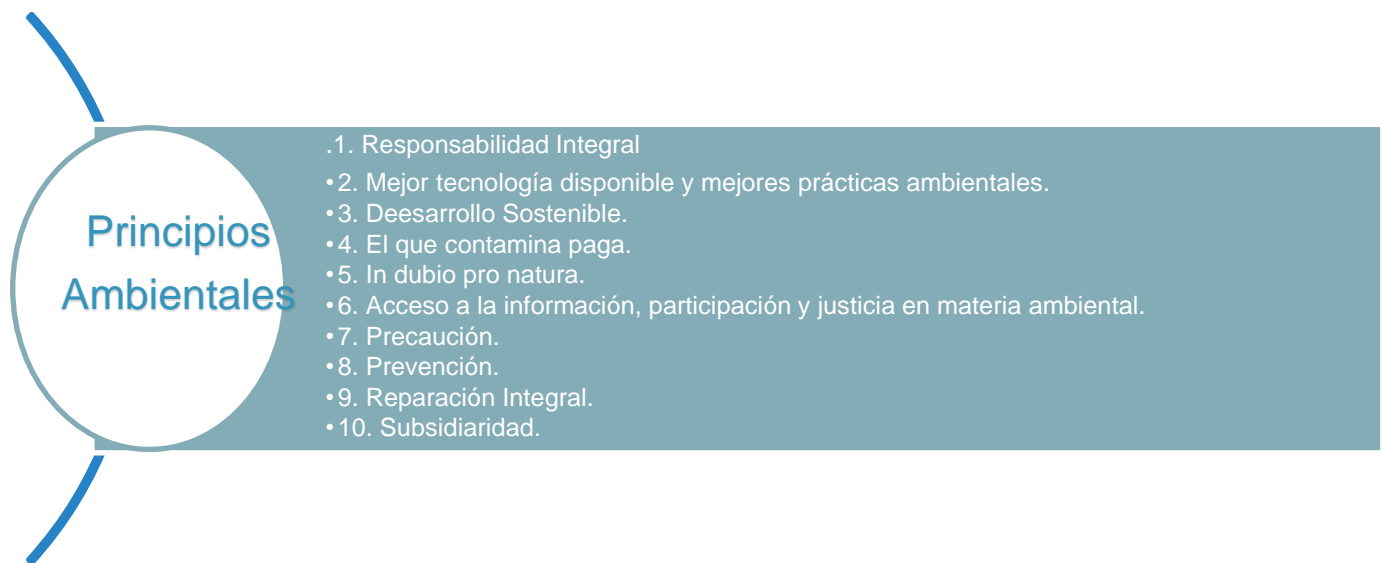 Principios
Ambientales
.1. Responsabilidad Integral
•2. Mejor tecnología disponible y mejores prácticas ambientales.
•3. Deesarrollo Sostenible.
•4. El que contamina paga.
•5. In dubio pro natura.
•6. Acceso a la información, participación y justicia en materia ambiental.
•7. Precaución.
•8. Prevención.
•9. Reparación Integral.
•10. Subsidiaridad.